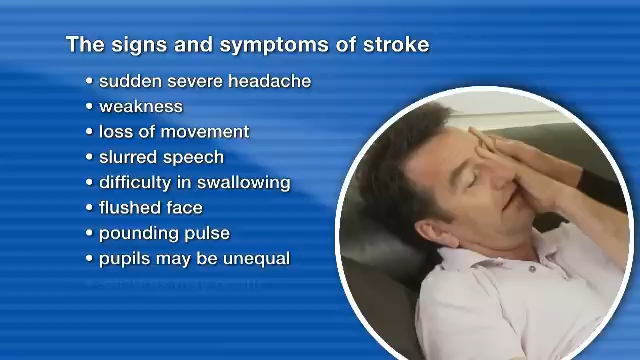 The signs and symptoms of stroke
• sudden severe headache
• weakness
• loss of movement
• slurred speech
• difficulty in swallowing
• flushed face
• pounding pulse
• pupils may be unequal